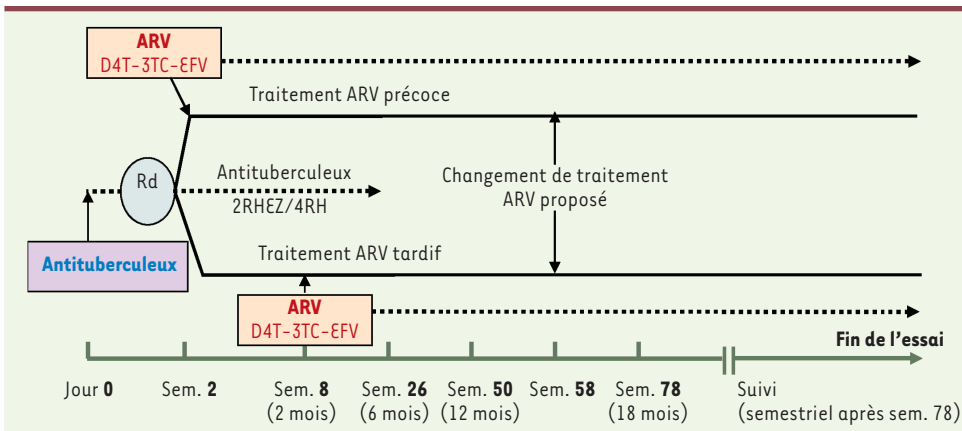 ARV
D4T-3TC-EFV
Traitement ARV précoce
Rd
Antituberculeux
2RHEZ/4RH
Changement de traitement
ARV proposé
Antituberculeux
Traitement ARV tardif
ARV
D4T-3TC-EFV
Fin de l'essai
Jour 0
Sem. 2
Sem. 8
(2 mois)
Sem. 26
(6 mois)
Sem. 50
(12 mois)
Sem. 58
Sem. 78
(18 mois)
Suivi
(semestriel après sem. 78)